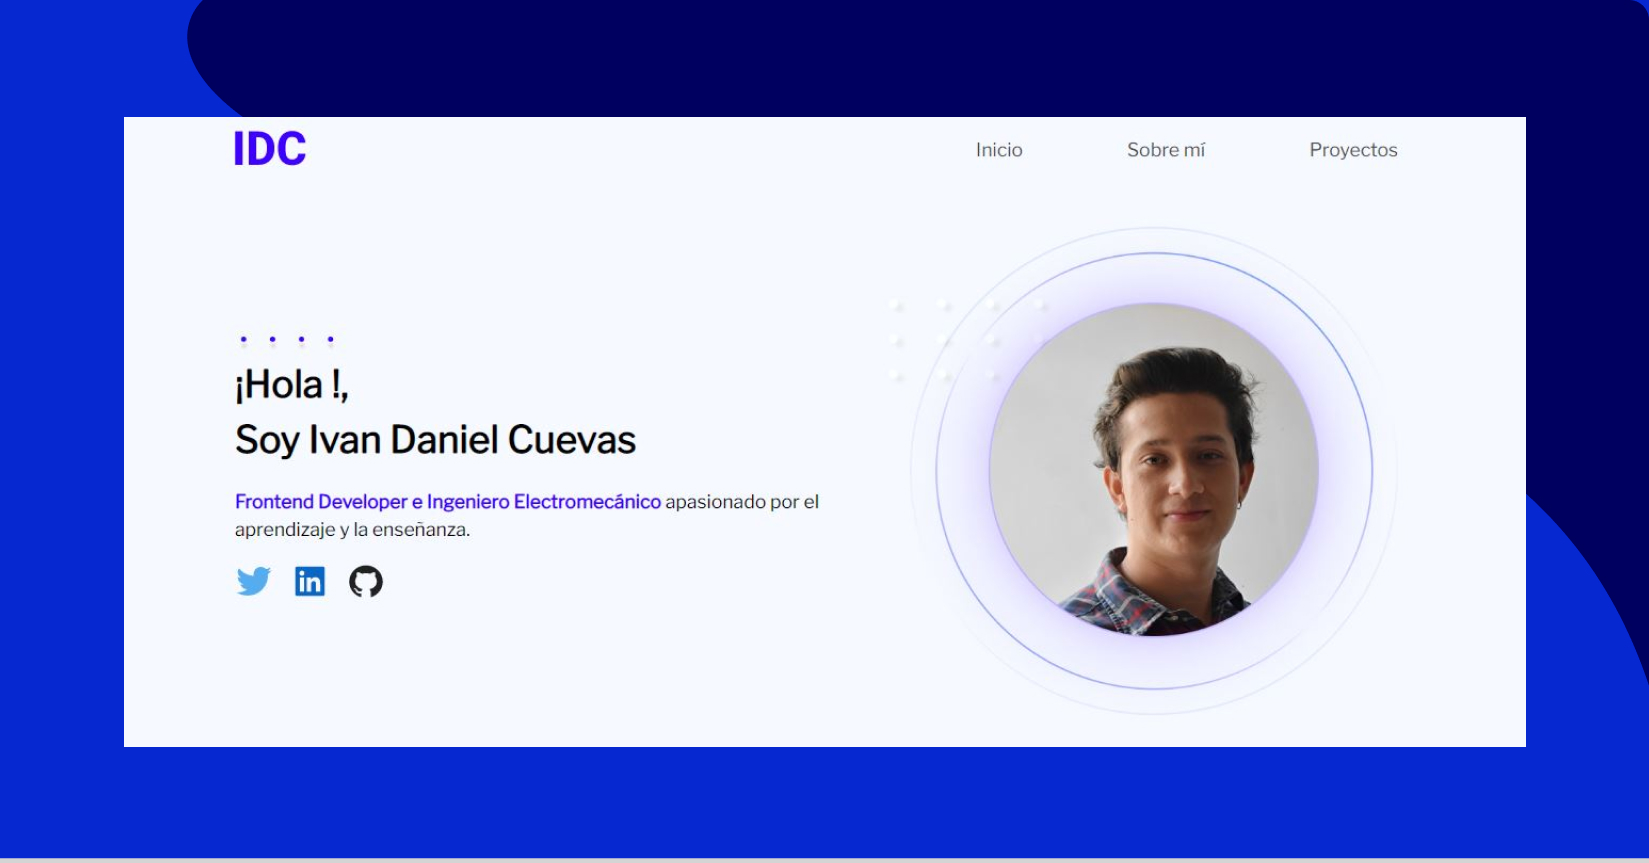 IDC
Inicio
Sobre mí
Proyectos
¡Hola !,
Soy Ivan Daniel Cuevas
Frontend Developer e Ingeniero Electromecánico apasionado por el
aprendizaje y la enseñanza.
in